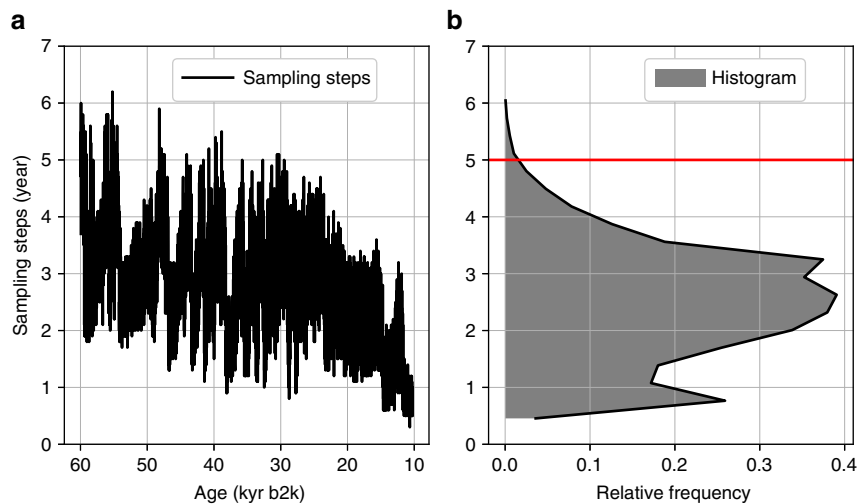 a
7
6
5
4
3
2
1
0
Sampling steps (year)
Sampling steps
60 50 40 30 20 10
Age (kyr b2k)
b
7
6
5
4
3
2
1
0
Histogram
0.0 0.1 0.2 0.3 0.4
Relative frequency